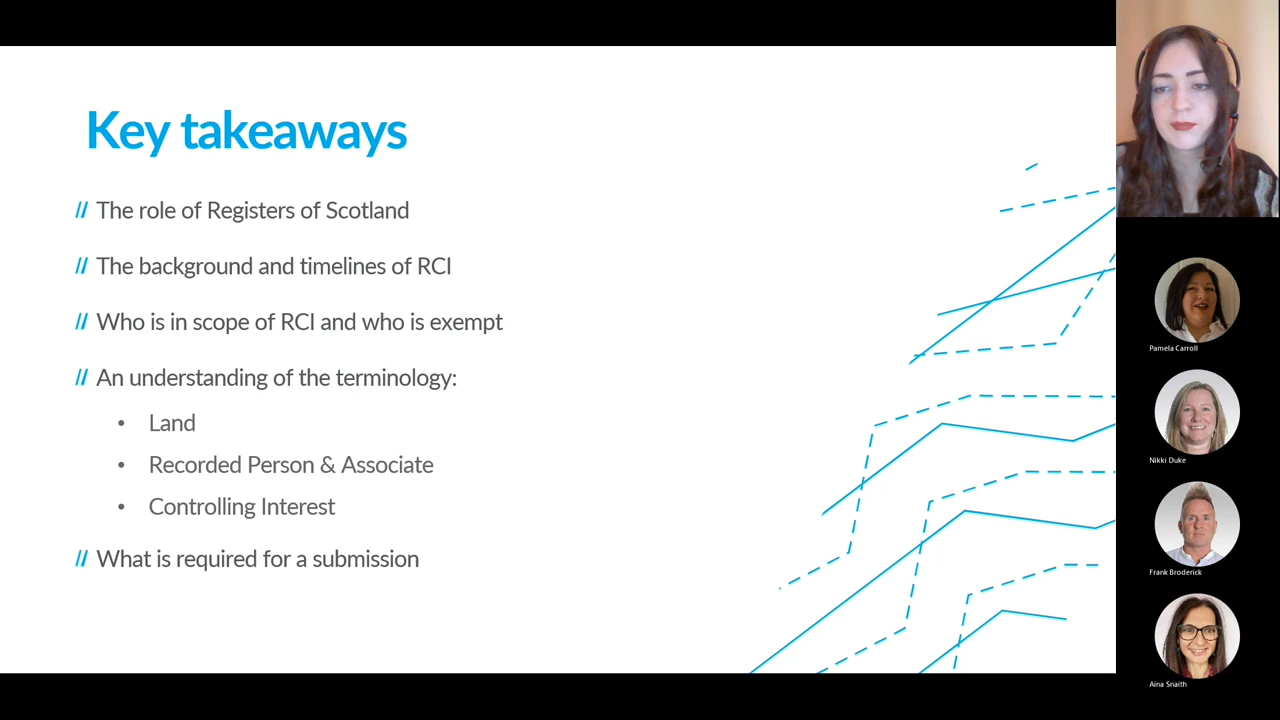 Key takeaways
// The role of Registers of Scotland
// The background and timelines of RCI
// Who is in scope of RCI and who is exempt
// An understanding of the terminology:
• Land
• Recorded Person & Associate
• Controlling Interest
// What is required for a submission
Pamela Carroll
Nikki Duke
Frank Broderick
Aina Snaith